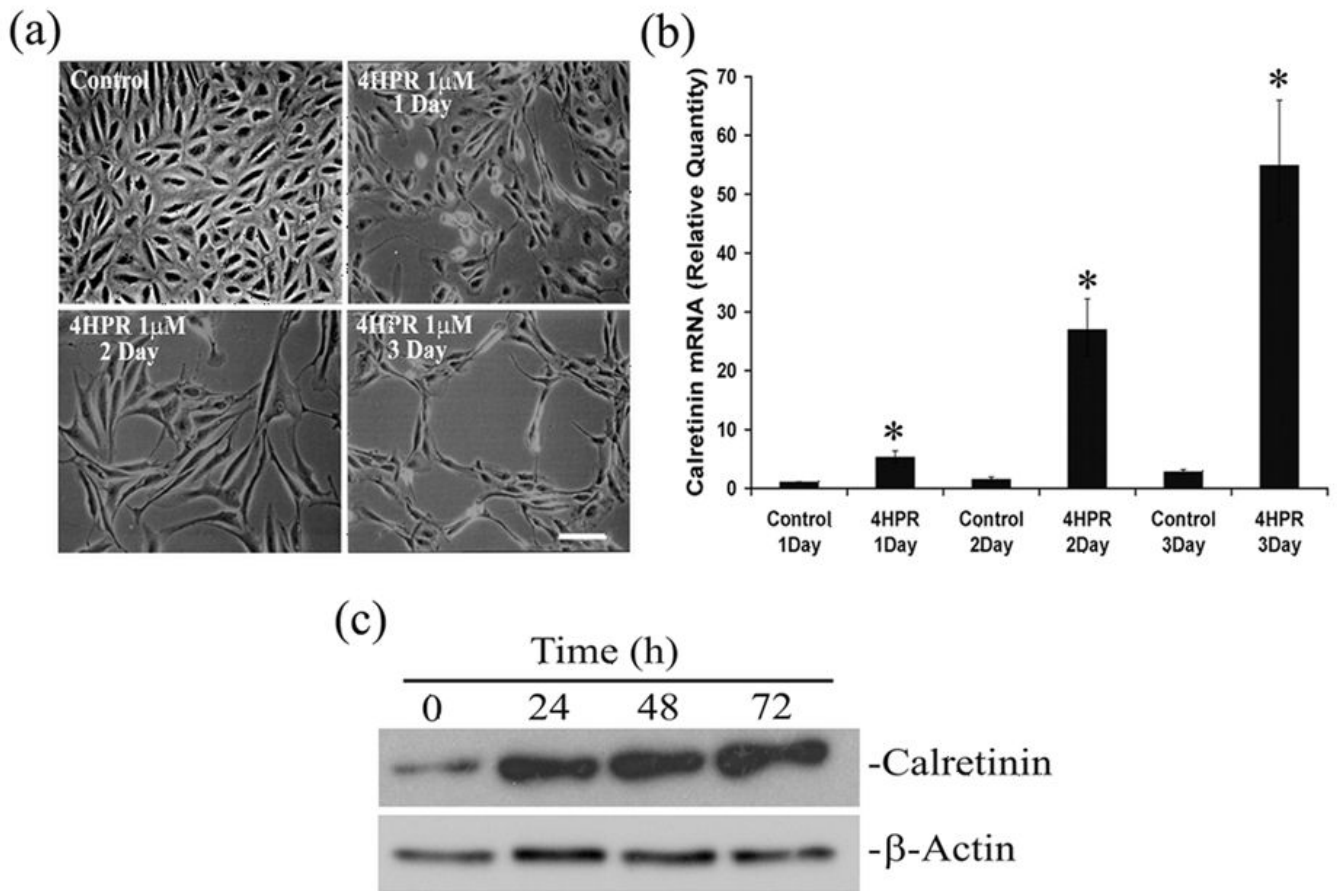 (a)
Control
4HPR 1μM
1 Day
4HPR 1μM
2 Day
4HPR 1μM
3 Day
(b)
Calretinin mRNA (Relative Quantity)
70
60
50
40
30
20
10
0
*
*
*
Control
1Day
4HPR
1Day
Control
2Day
4HPR
2Day
Control
3Day
4HPR
3Day
(c)
Time (h)
0 24 48 72
-Calretinin
-β-Actin